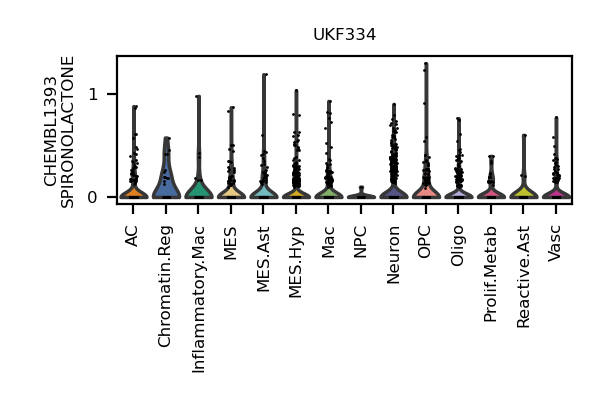 UKF334
CHEMBL1393
SPIRONOLACTONE
1
0
AC
Chromatin.Reg
Inflammatory.Mac
MES
MES.Ast
MES.Hyp
Mac
NPC
Neuron
OPC
Oligo
Prolif.Metab
Reactive.Ast
Vasc